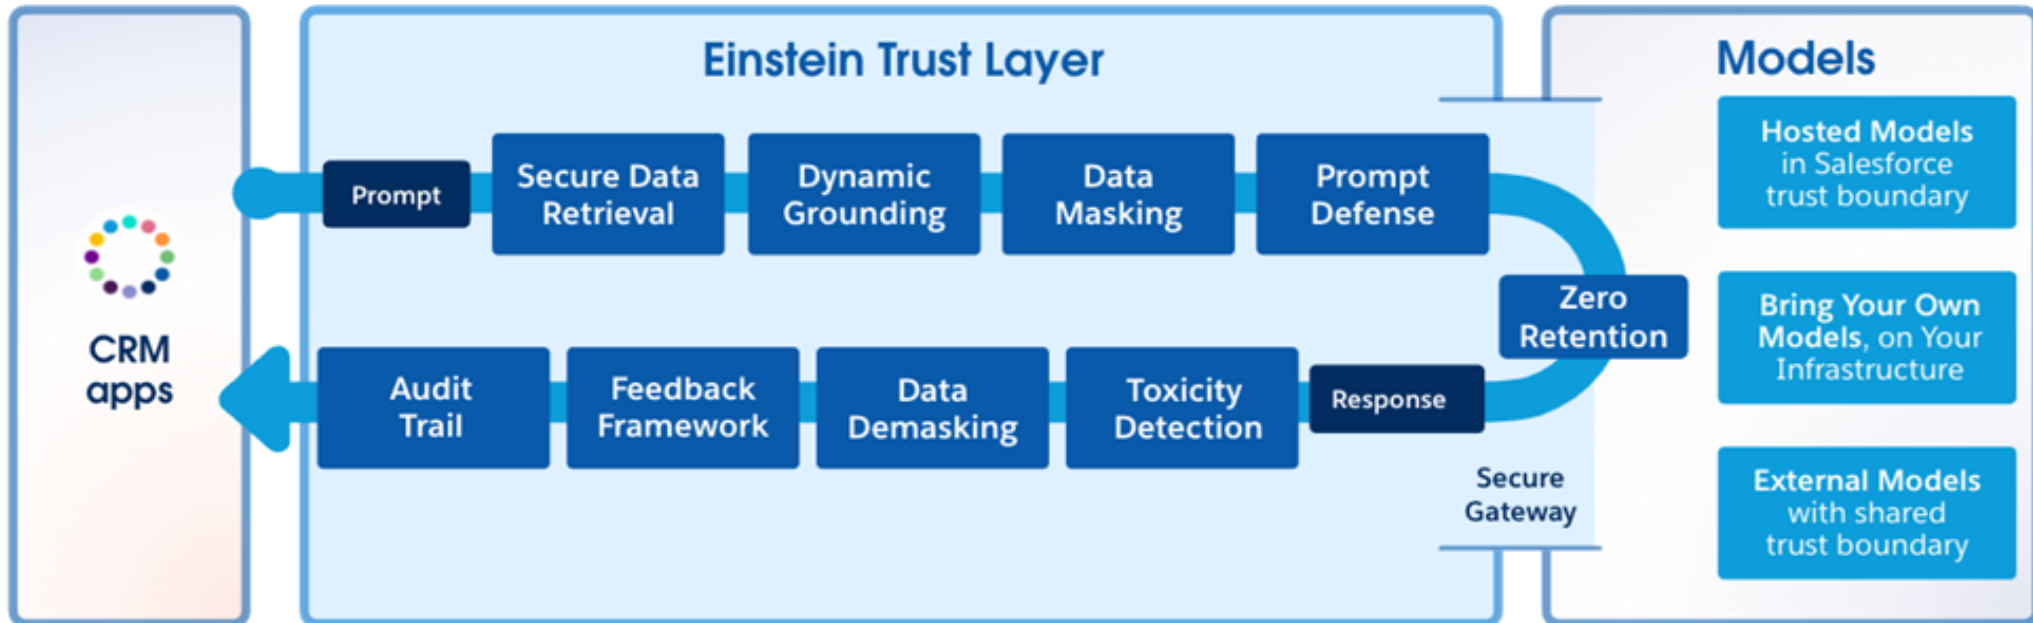 Einstein Trust Layer
Models
CRM
apps
Prompt
Secure Data
Retrieval
Dynamic
Grounding
Data
Masking
Prompt
Defense
Zero
Retention
Response
Toxicity
Detection
Data
Demasking
Feedback
Framework
Audit
Trail
Secure
Gateway
Hosted Models
in Salesforce
trust boundary
Bring Your Own
Models, on Your
Infrastructure
External Models
with shared
trust boundary